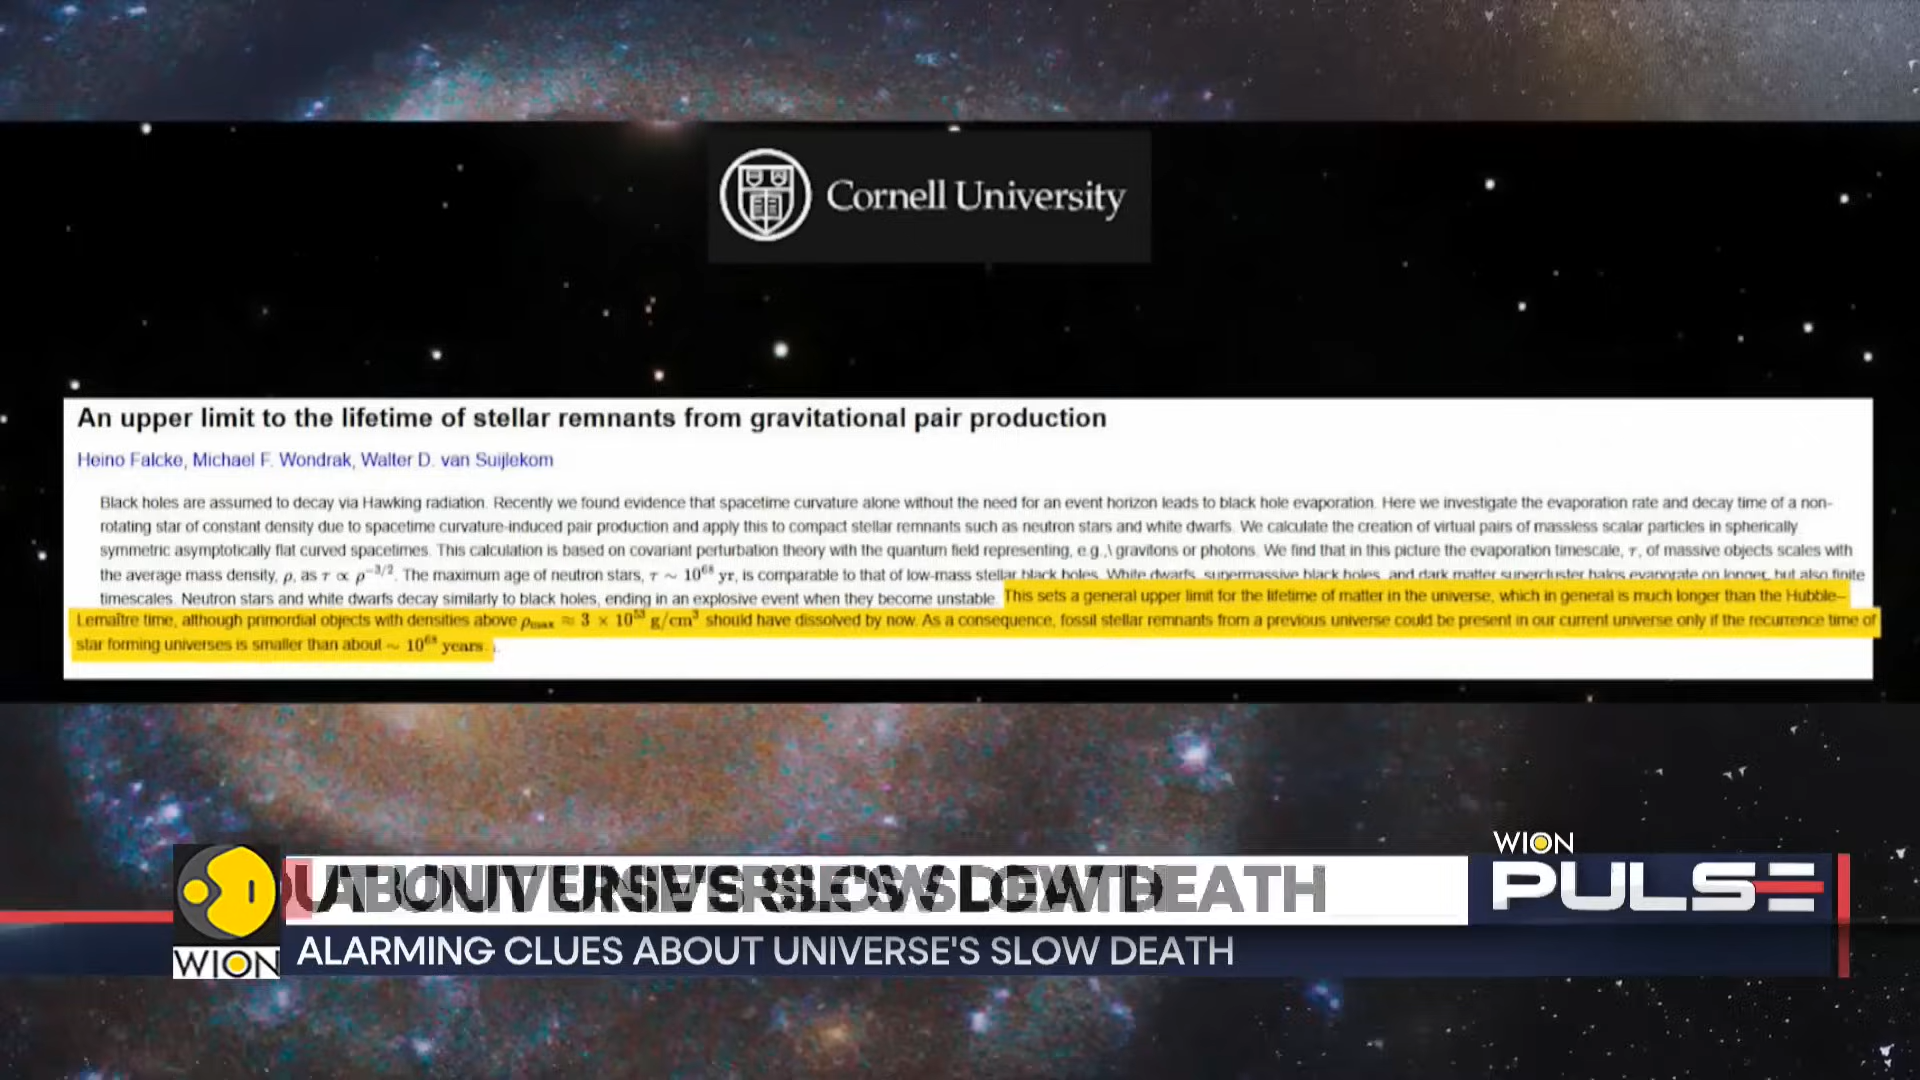 Cornell University
An upper limit to the lifetime of stellar remnants from gravitational pair production
Heino Falcke, Michael F. Wondrak, Walter D. van Suijlekom
Black holes are assumed to decay via Hawking radiation. Recently we found evidence that spacetime curvature alone without the need for an event horizon leads to black hole evaporation. Here we investigate the evaporation rate and decay time of a non-
rotating star of constant density due to spacetime curvature-induced pair production and apply this to compact stellar remnants such as neutron stars and white dwarfs. We calculate the creation of virtual pairs of massless scalar particles in spherically
symmetric asymptotically flat curved spacetimes. This calculation is based on covariant perturbation theory with the quantum field representing, e.g.,\ gravitons or photons. We find that in this picture the evaporation timescale, τ, of massive objects scales with
the average mass density, ρ, as τ ∝ ρ^−3/2. The maximum age of neutron stars, τ ∼ 10^68 yr, is comparable to that of low-mass stellar black holes. White dwarfs, supermassive black holes, and dark matter supercluster halos evaporate on longer, but also finite
timescales. Neutron stars and white dwarfs decay similarly to black holes, ending in an explosive event when they become unstable. This sets a general upper limit for the lifetime of matter in the universe, which in general is much longer than the Hubble–
Lemaître time, although primordial objects with densities above ρmax ≈ 3 × 10^53 g/cm³ should have dissolved by now. As a consequence, fossil stellar remnants from a previous universe could be present in our current universe only if the recurrence time of
star forming universes is smaller than about ∼ 10^68 years.
WION
PULSE
WION
ALARMING CLUES ABOUT UNIVERSE'S SLOW DEATH